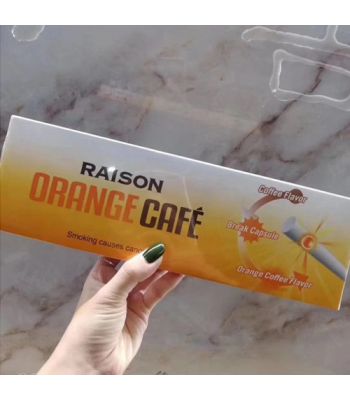 RAISON
ORANGE CAFÉ
Smoking causes
Coffee Flavor
Break Capsule
Orange Coffee Flavor